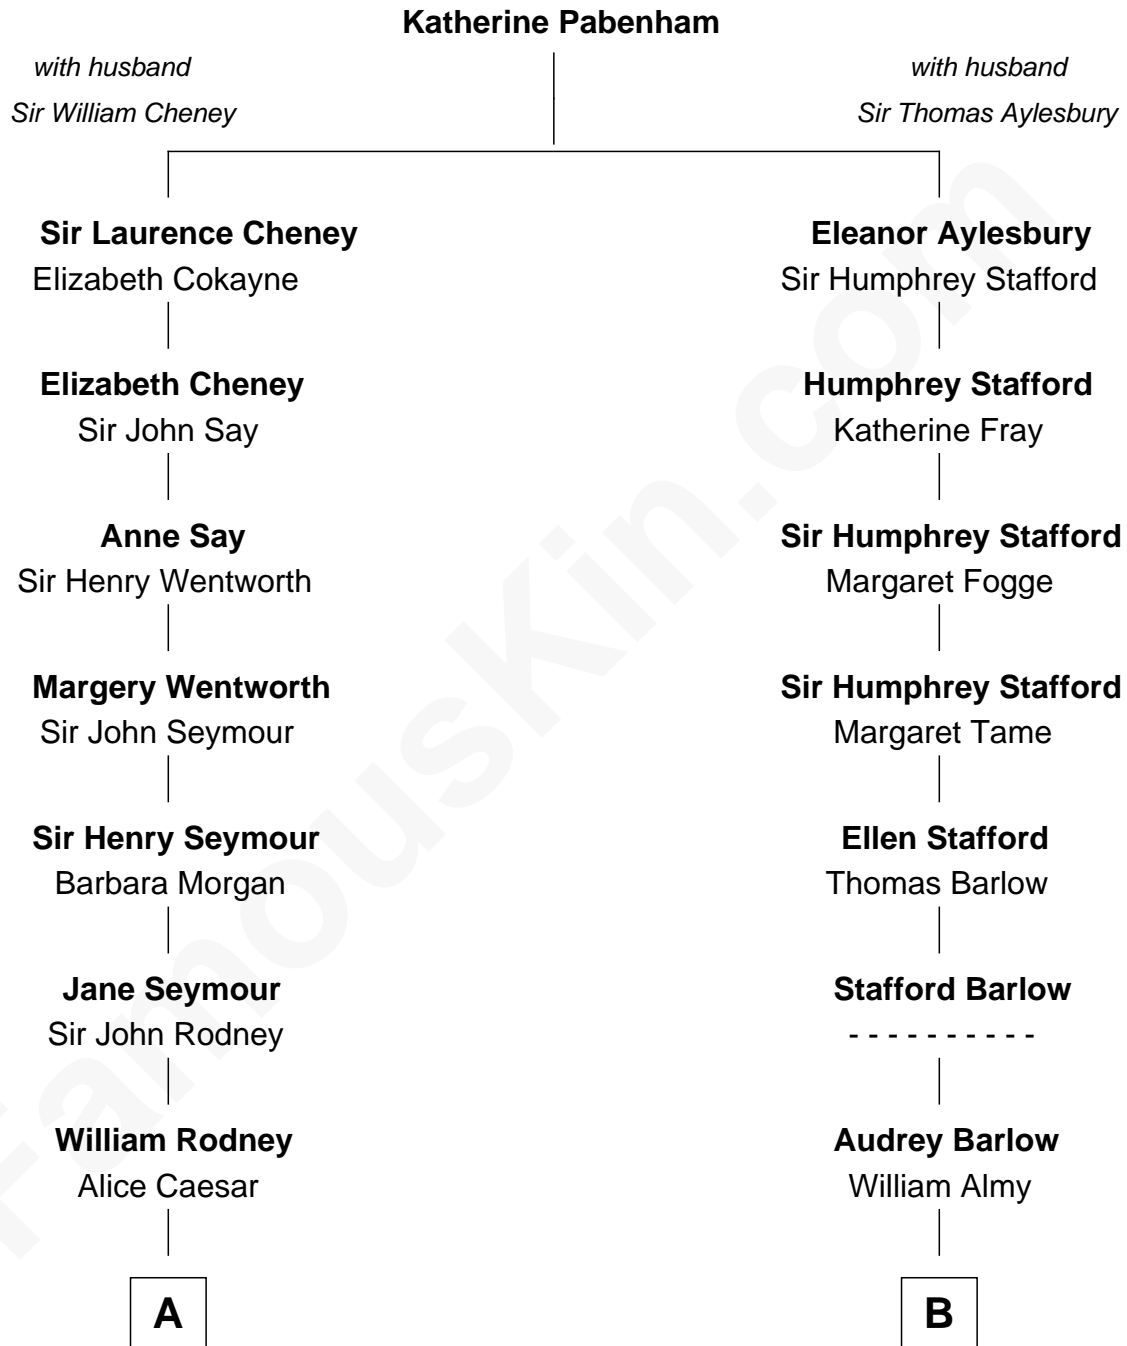 Katherine Pabenham
with husband
Sir William Cheney
with husband
Sir Thomas Aylesbury
Sir Laurence Cheney
Elizabeth Cokayne
Eleanor Aylesbury
Sir Humphrey Stafford
Elizabeth Cheney
Sir John Say
Humphrey Stafford
Katherine Fray
Anne Say
Sir Henry Wentworth
Sir Humphrey Stafford
Margaret Fogge
Margery Wentworth
Sir John Seymour
Sir Humphrey Stafford
Margaret Tame
Sir Henry Seymour
Barbara Morgan
Ellen Stafford
Thomas Barlow
Jane Seymour
Sir John Rodney
Stafford Barlow
- - - - - - - - - -
William Rodney
Alice Caesar
Audrey Barlow
William Almy
A
B
FamousKin.com